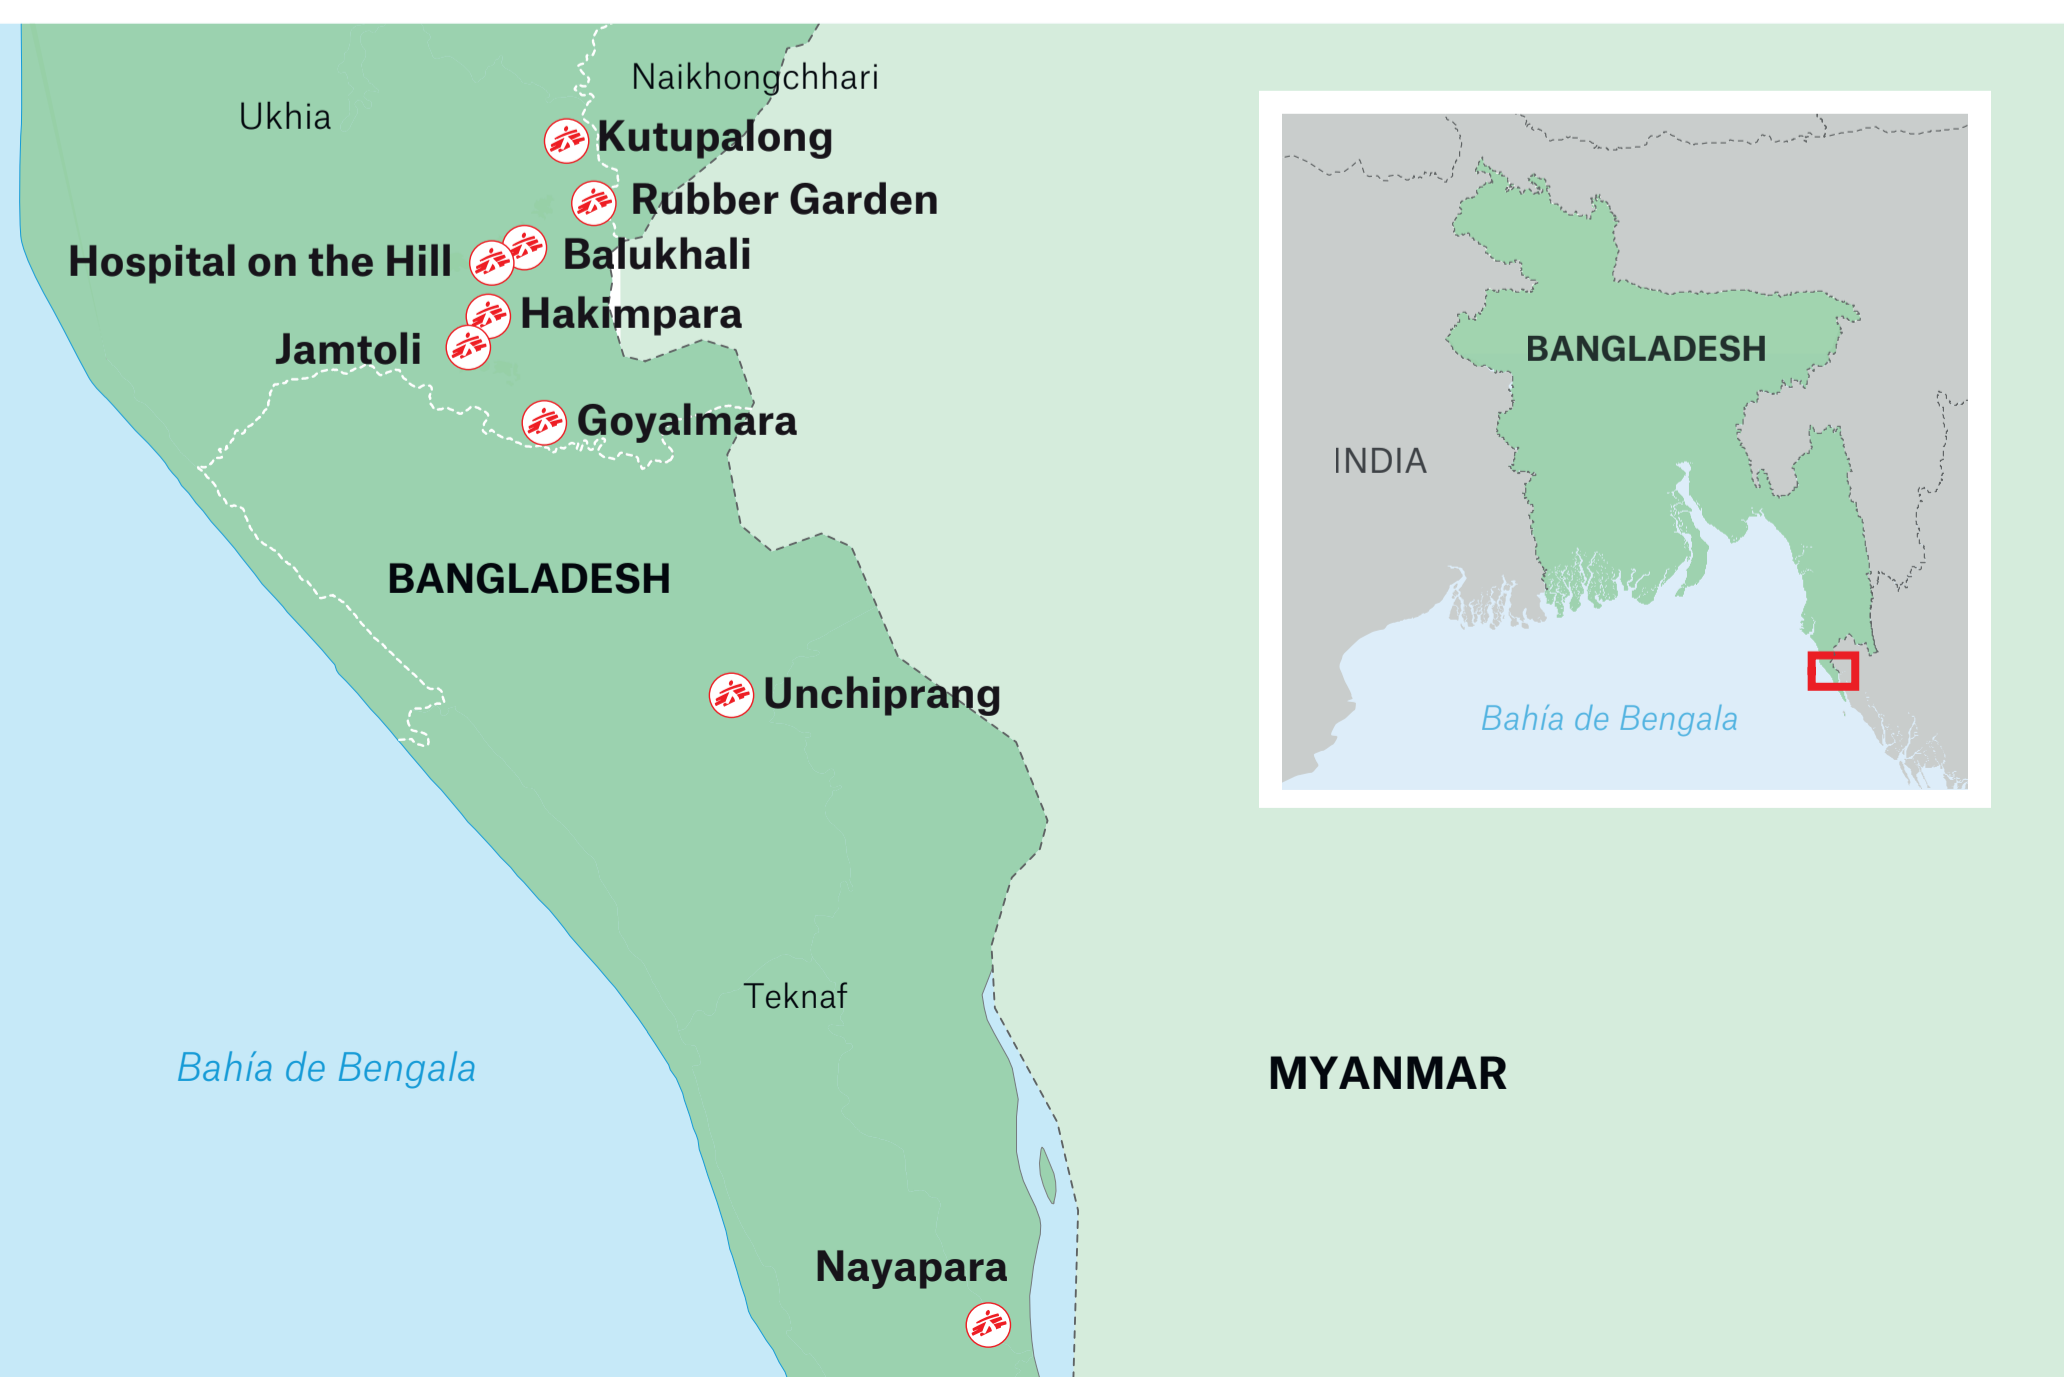 Naikhongchhari
Ukhia
Kutupalong
Rubber Garden
Balukhali
Hospital on the Hill
Hakimpara
Jamtoli
Goyalmara
BANGLADESH
Unchiprang
Teknaf
Bahía de Bengala
MYANMAR
Nayapara
BANGLADESH
INDIA
Bahía de Bengala